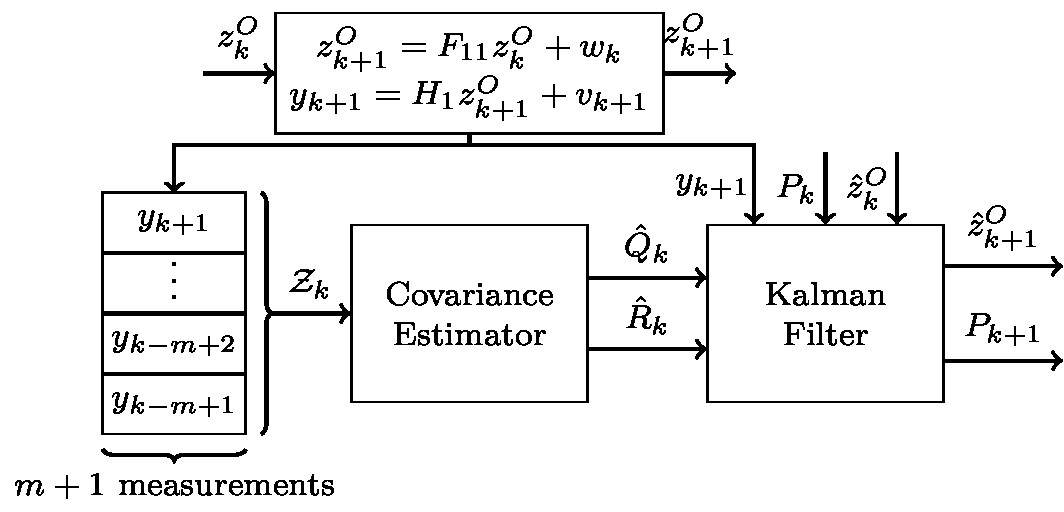 z_k^O
z_{k+1}^O = F_{11} z_k^O + w_k
y_{k+1} = H_1 z_{k+1}^O + v_{k+1}
z_{k+1}^O
y_{k+1}
⋮
y_{k-m+2}
y_{k-m+1}
m + 1 measurements
\mathcal{Z}_k
Covariance
Estimator
\hat{Q}_k
\hat{R}_k
y_{k+1}
P_k
\hat{z}_k^O
Kalman
Filter
\hat{z}_{k+1}^O
P_{k+1}